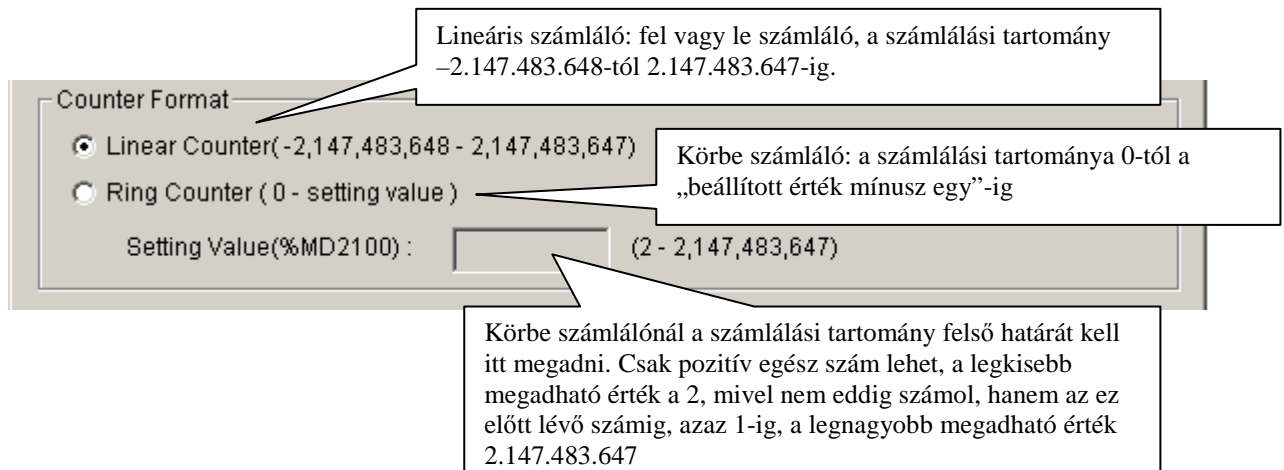 Lineáris számláló: fel vagy le számláló, a számlálási tartomány
–2.147.483.648-tól 2.147.483.647-ig.
Counter Format
Linear Counter( -2,147,483,648 - 2,147,483,647)
Körbe számláló: a számlálási tartománya 0-tól a
„beállított érték mínusz egy”-ig
Ring Counter ( 0 - setting value )
Setting Value(%MD2100) :
(2 - 2,147,483,647)
Körbe számlálónál a számlálási tartomány felső határát kell
itt megadni. Csak pozitív egész szám lehet, a legkisebb
megadható érték a 2, mivel nem eddig számol, hanem az ez
előtt lévő számig, azaz 1-ig, a legnagyobb megadható érték
2.147.483.647